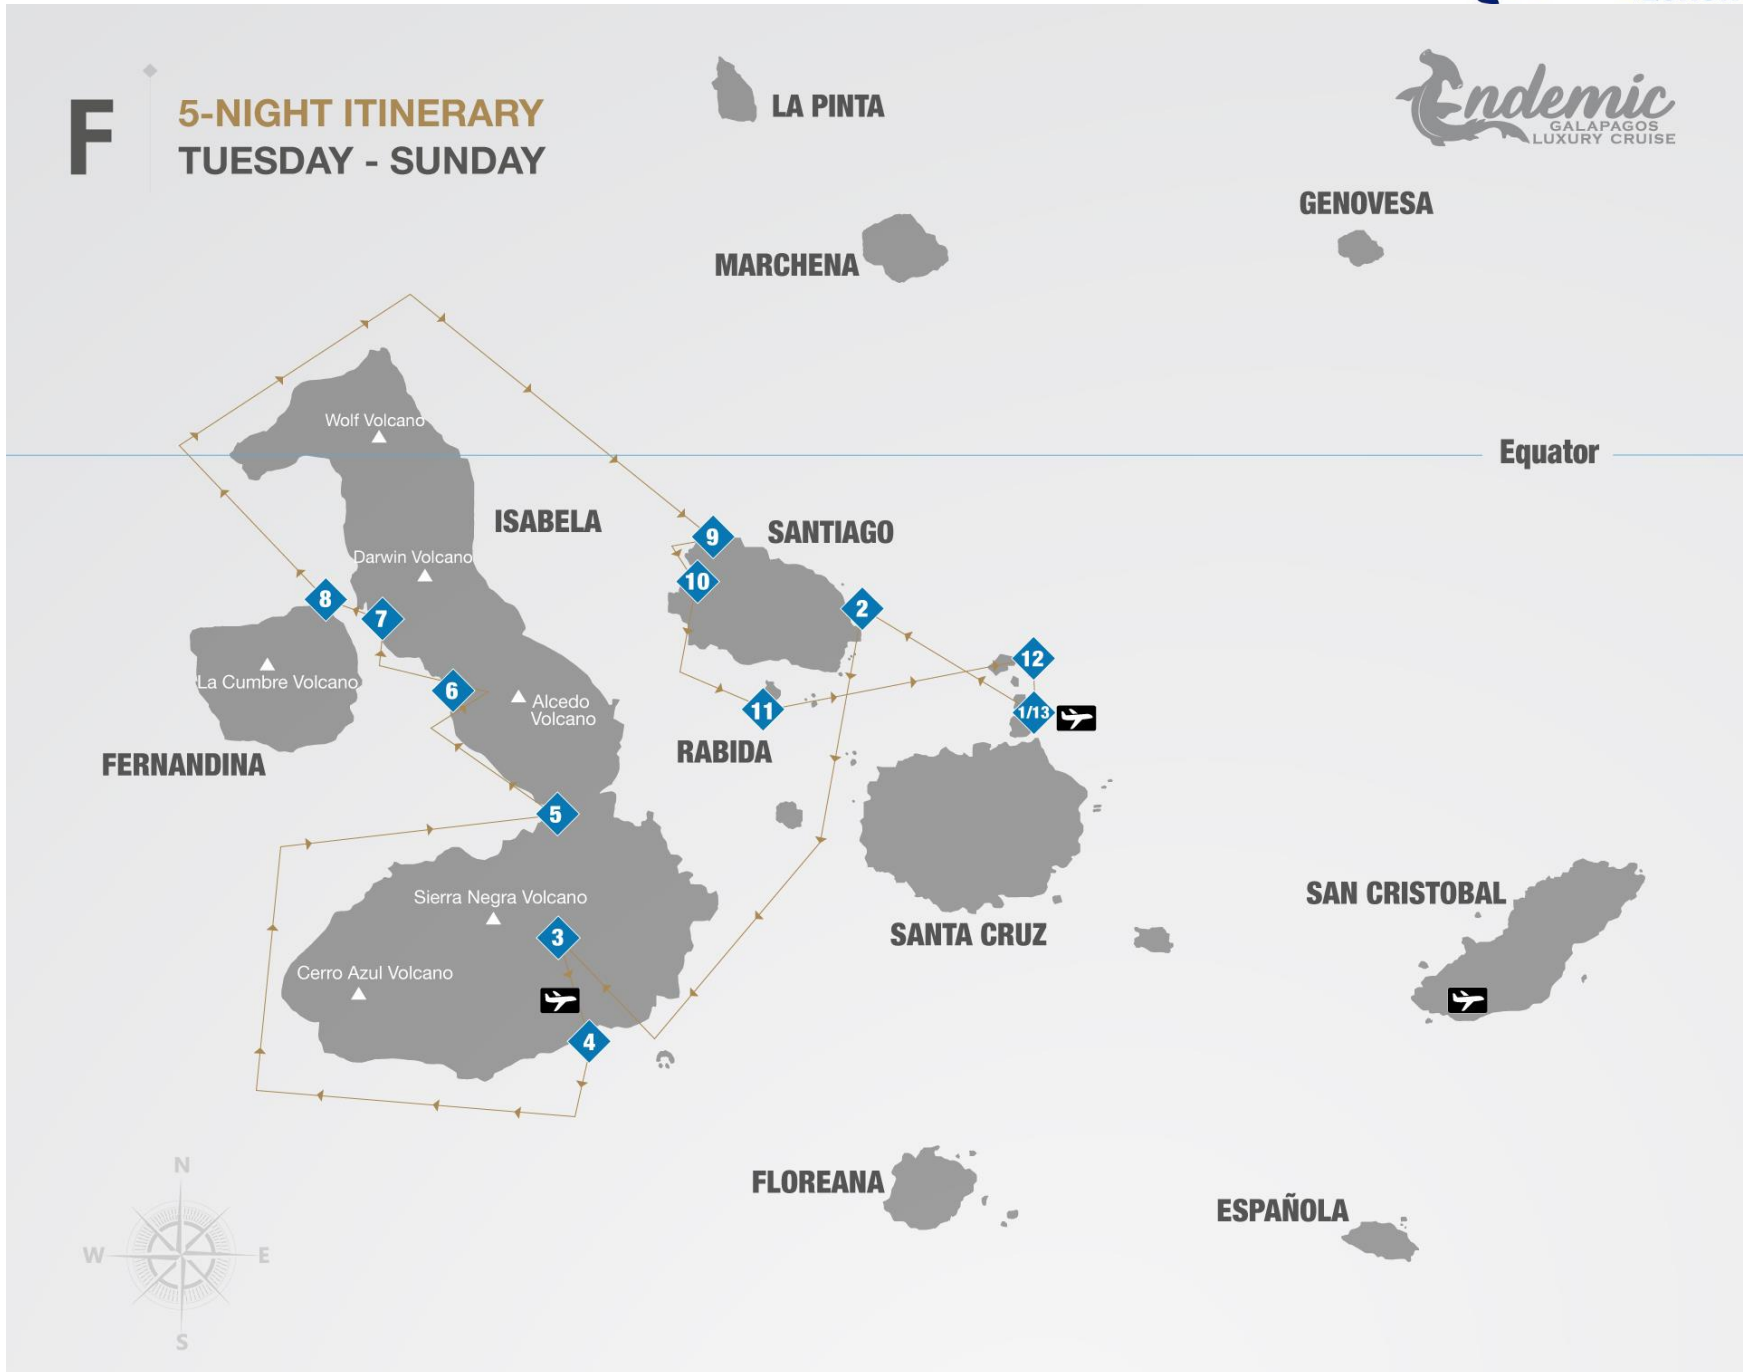 F
5-NIGHT ITINERARY
TUESDAY - SUNDAY
LA PINTA
Endemic
GALAPAGOS
LUXURY CRUISE
GENOVESA
MARCHENA
Wolf Volcano
Equator
ISABELA
SANTIAGO
9
Darwin Volcano
10
8
7
2
12
La Cumbre Volcano
6
Alcedo
Volcano
11
1/13
FERNANDINA
RABIDA
5
Sierra Negra Volcano
SAN CRISTOBAL
3
SANTA CRUZ
Cerro Azul Volcano
4
N
FLOREANA
ESPAÑOLA
W
E
S